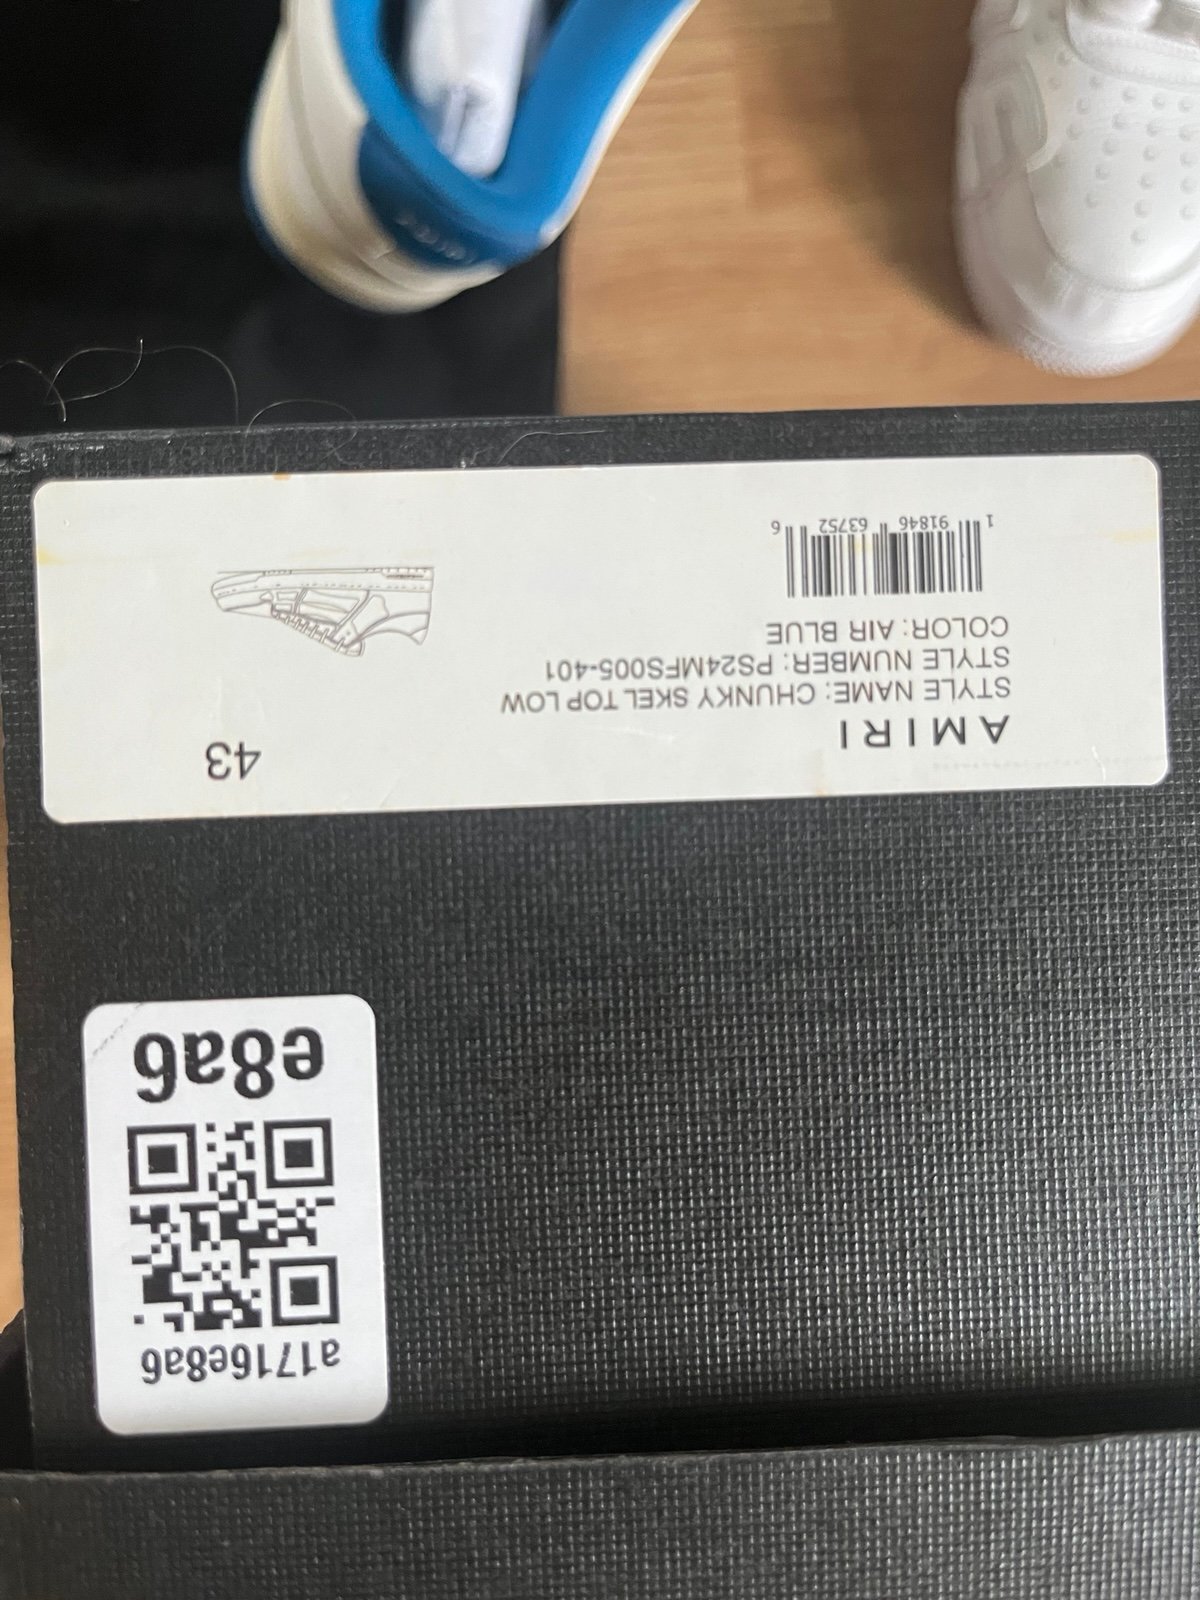 AMIRI
STYLE NAME: CHUNKY SKEL TOP LOW
STYLE NUMBER: PS24MFS005-401
COLOR: AIR BLUE
1 91846 63752 6
43
a1716e8a6
e8a6